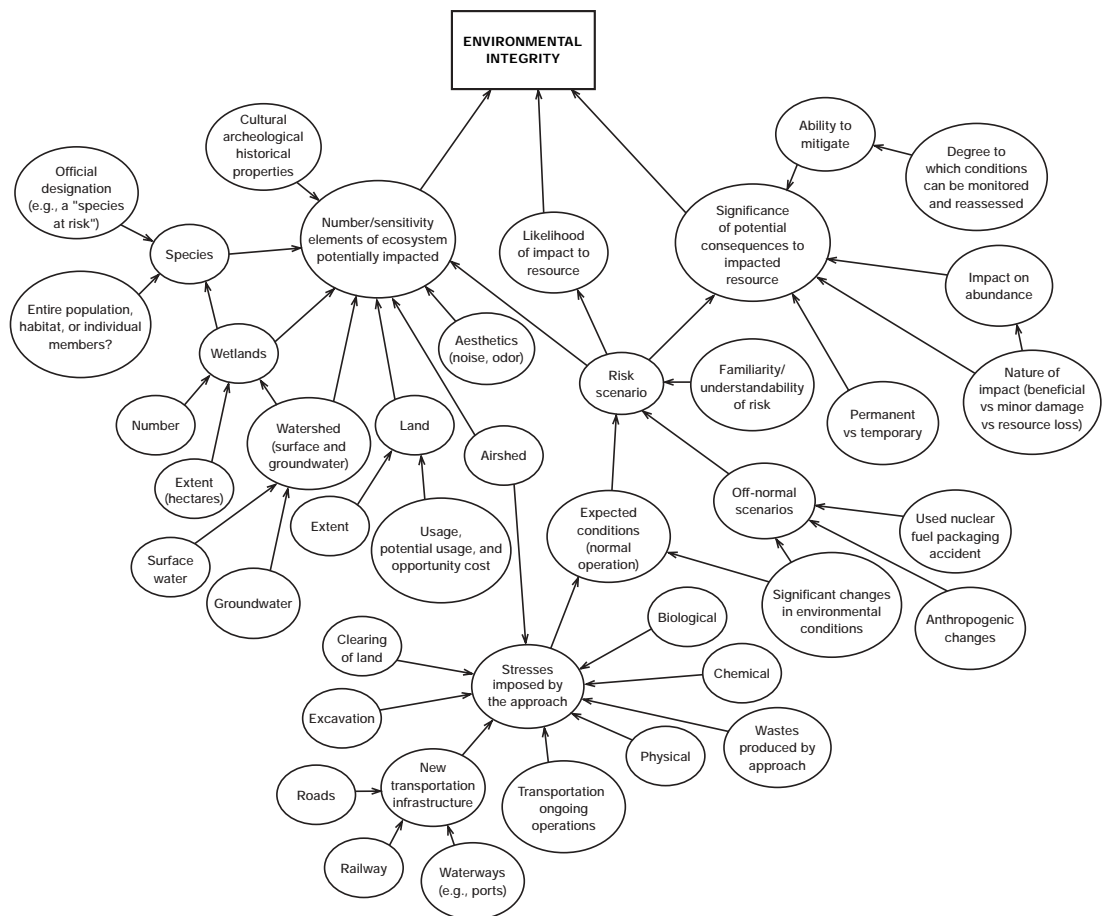 ENVIRONMENTAL
INTEGRITY
Cultural
archeological
historical
properties
Ability to
mitigate
Degree to
which conditions
can be monitored
and reassessed
Official
designation
(e.g., a "species
at risk")
Number/sensitivity
elements of ecosystem
potentially impacted
Likelihood
of impact to
resource
Significance
of potential
consequences to
impacted
resource
Species
Impact on
abundance
Entire population,
habitat, or individual
members?
Wetlands
Aesthetics
(noise, odor)
Risk
scenario
Familiarity/
understandability
of risk
Nature of
impact (beneficial
vs minor damage
vs resource loss)
Permanent
vs temporary
Number
Watershed
(surface and
groundwater)
Land
Airshed
Extent
(hectares)
Off-normal
scenarios
Extent
Expected
conditions
(normal
operation)
Used nuclear
fuel packaging
accident
Usage,
potential usage, and
opportunity cost
Surface
water
Groundwater
Significant changes
in environmental
conditions
Anthropogenic
changes
Biological
Clearing
of land
Stresses
imposed by
the approach
Chemical
Excavation
Wastes
produced by
approach
Physical
New
transportation
infrastructure
Roads
Transportation
ongoing
operations
Railway
Waterways
(e.g., ports)